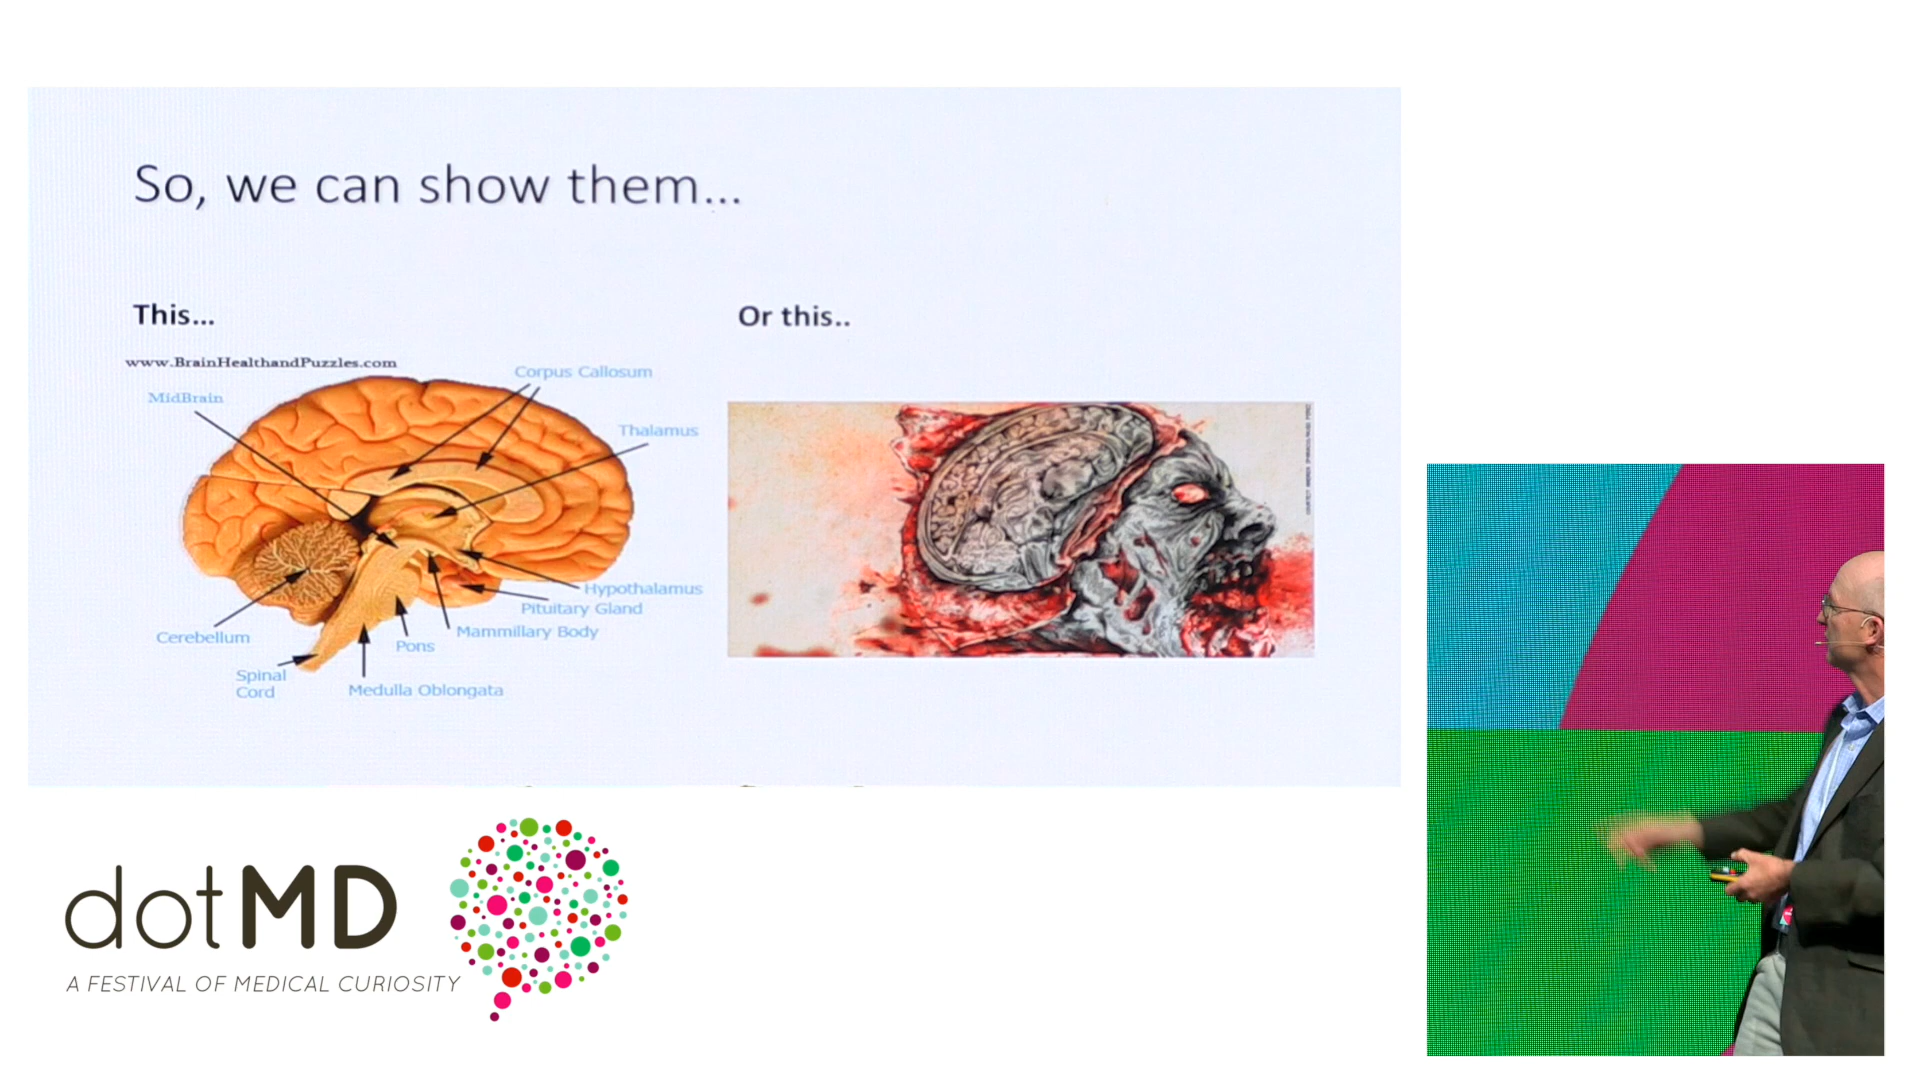 So, we can show them...
This...
Or this..
www.BrainHealthandPuzzles.com
Corpus Callosum
MidBrain
Thalamus
Hypothalamus
Pituitary Gland
Mammillary Body
Cerebellum
Pons
Spinal
Cord
Medulla Oblongata
dotMD
A FESTIVAL OF MEDICAL CURIOSITY